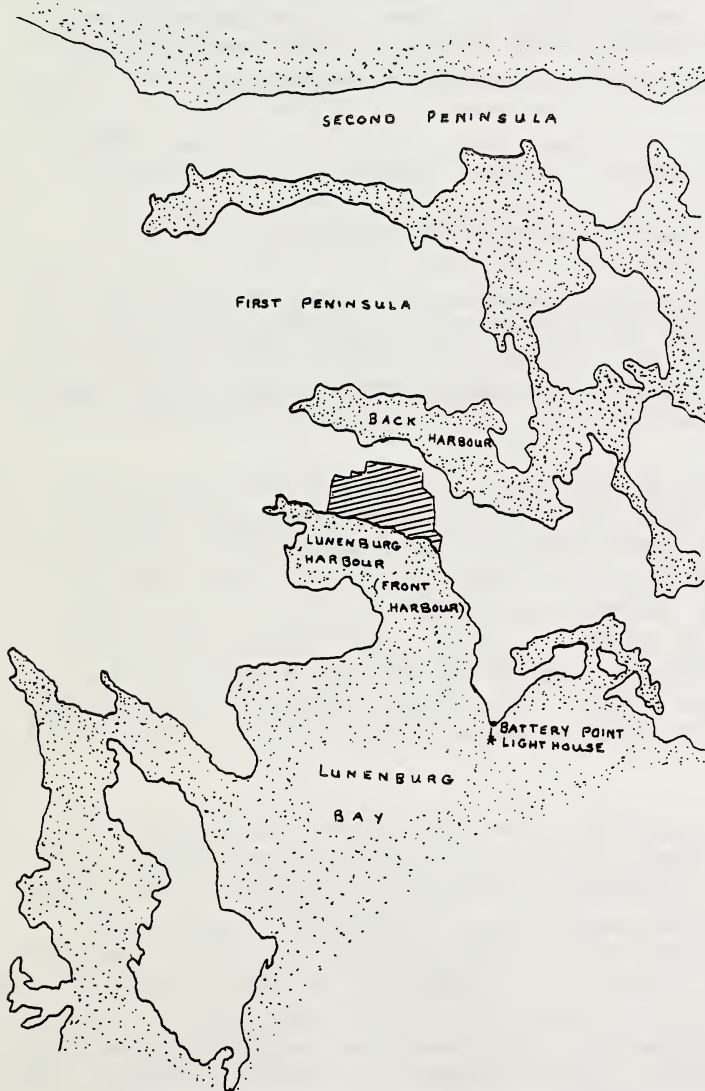 SECOND PENINSULA
FIRST PENINSULA
BACK
HARBOUR
LUNENBURG
HARBOUR
(FRONT
HARBOUR)
BATTERY POINT
LIGHT HOUSE
LUNENBURG
BAY